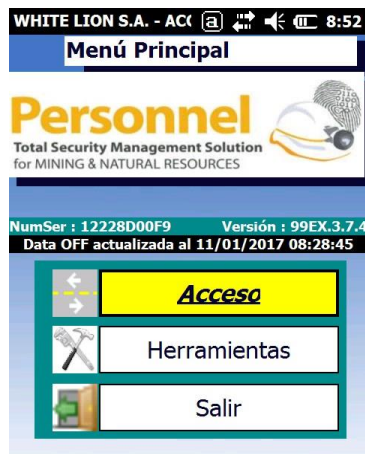 WHITE LION S.A. - ACC a 8:52
Menú Principal
Personnel
Total Security Management Solution
for MINING & NATURAL RESOURCES
NumSer : 12228D00F9 Versión : 99EX.3.7.4
Data OFF actualizada al 11/01/2017 08:28:45
Acceso
Herramientas
Salir